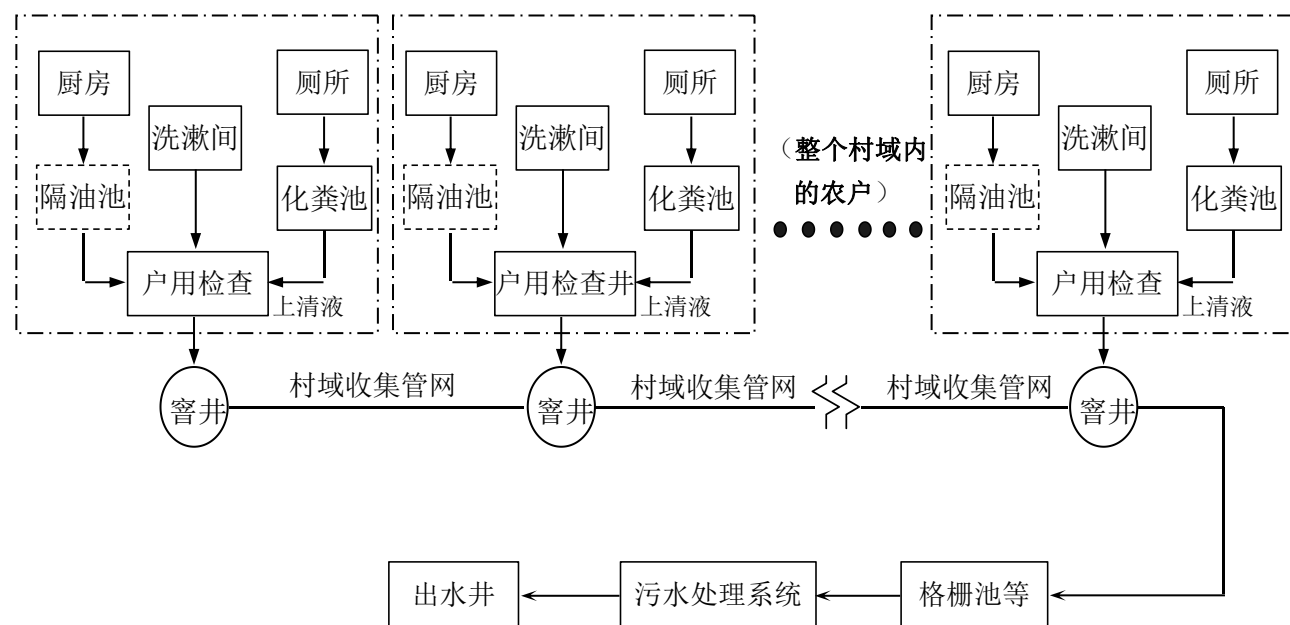 厨房
厕所
洗漱间
隔油池
化粪池
户用检查
上清液
厨房
厕所
洗漱间
隔油池
化粪池
户用检查井
上清液
（整个村域内
的农户）
厨房
厕所
洗漱间
隔油池
化粪池
户用检查
上清液
窨井
村域收集管网
窨井
村域收集管网
村域收集管网
窨井
出水井
污水处理系统
格栅池等